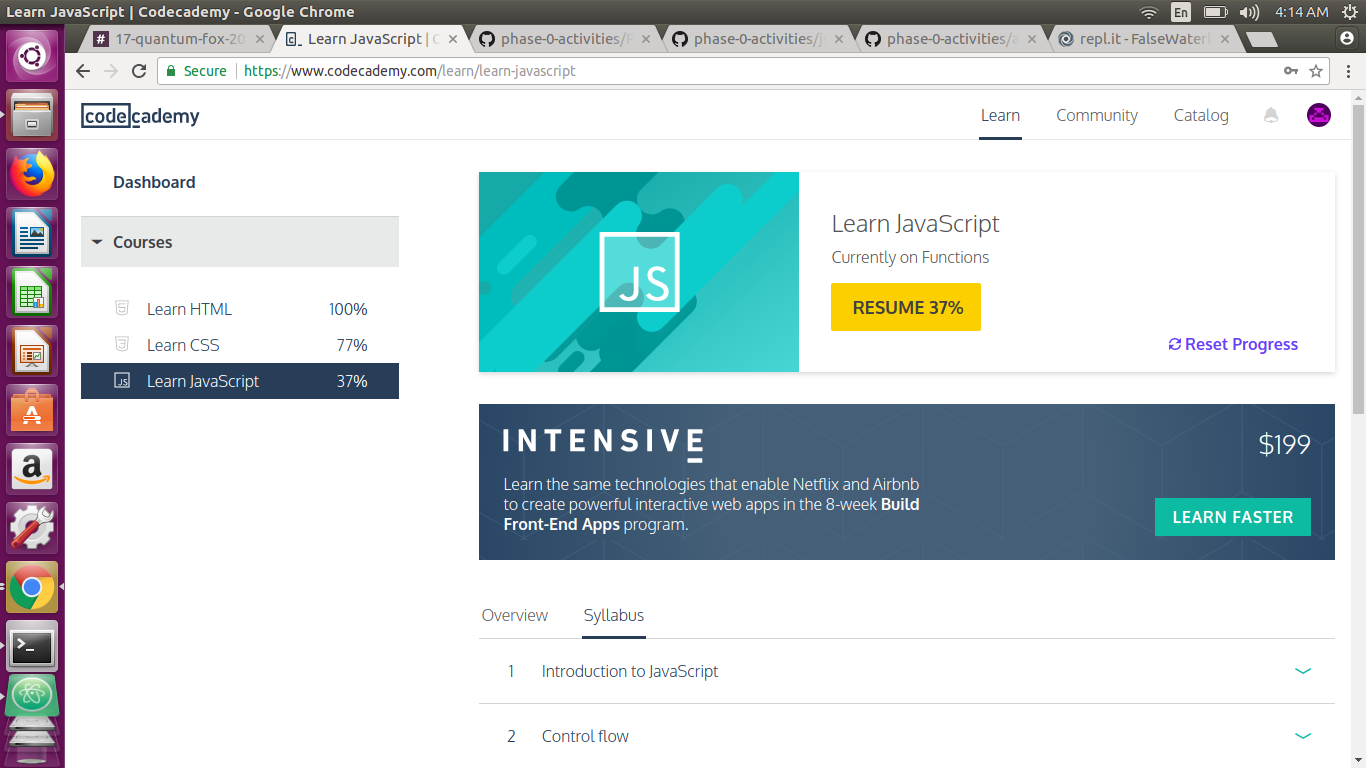 Learn JavaScript | Codecademy - Google Chrome
En
4:14 AM
# 17-quantum-fox-20
Learn JavaScript | C
phase-0-activities/
phase-0-activities/j
phase-0-activities/
repl.it - FalseWaterl
Secure
https://www.codecademy.com/learn/learn-javascript
codecademy
Learn
Community
Catalog
Dashboard
Courses
Learn HTML 100%
Learn CSS 77%
Learn JavaScript 37%
JS
Learn JavaScript
Currently on Functions
RESUME 37%
Reset Progress
INTENSIVE
$199
Learn the same technologies that enable Netflix and Airbnb
to create powerful interactive web apps in the 8-week Build
Front-End Apps program.
LEARN FASTER
Overview
Syllabus
1 Introduction to JavaScript
2 Control flow